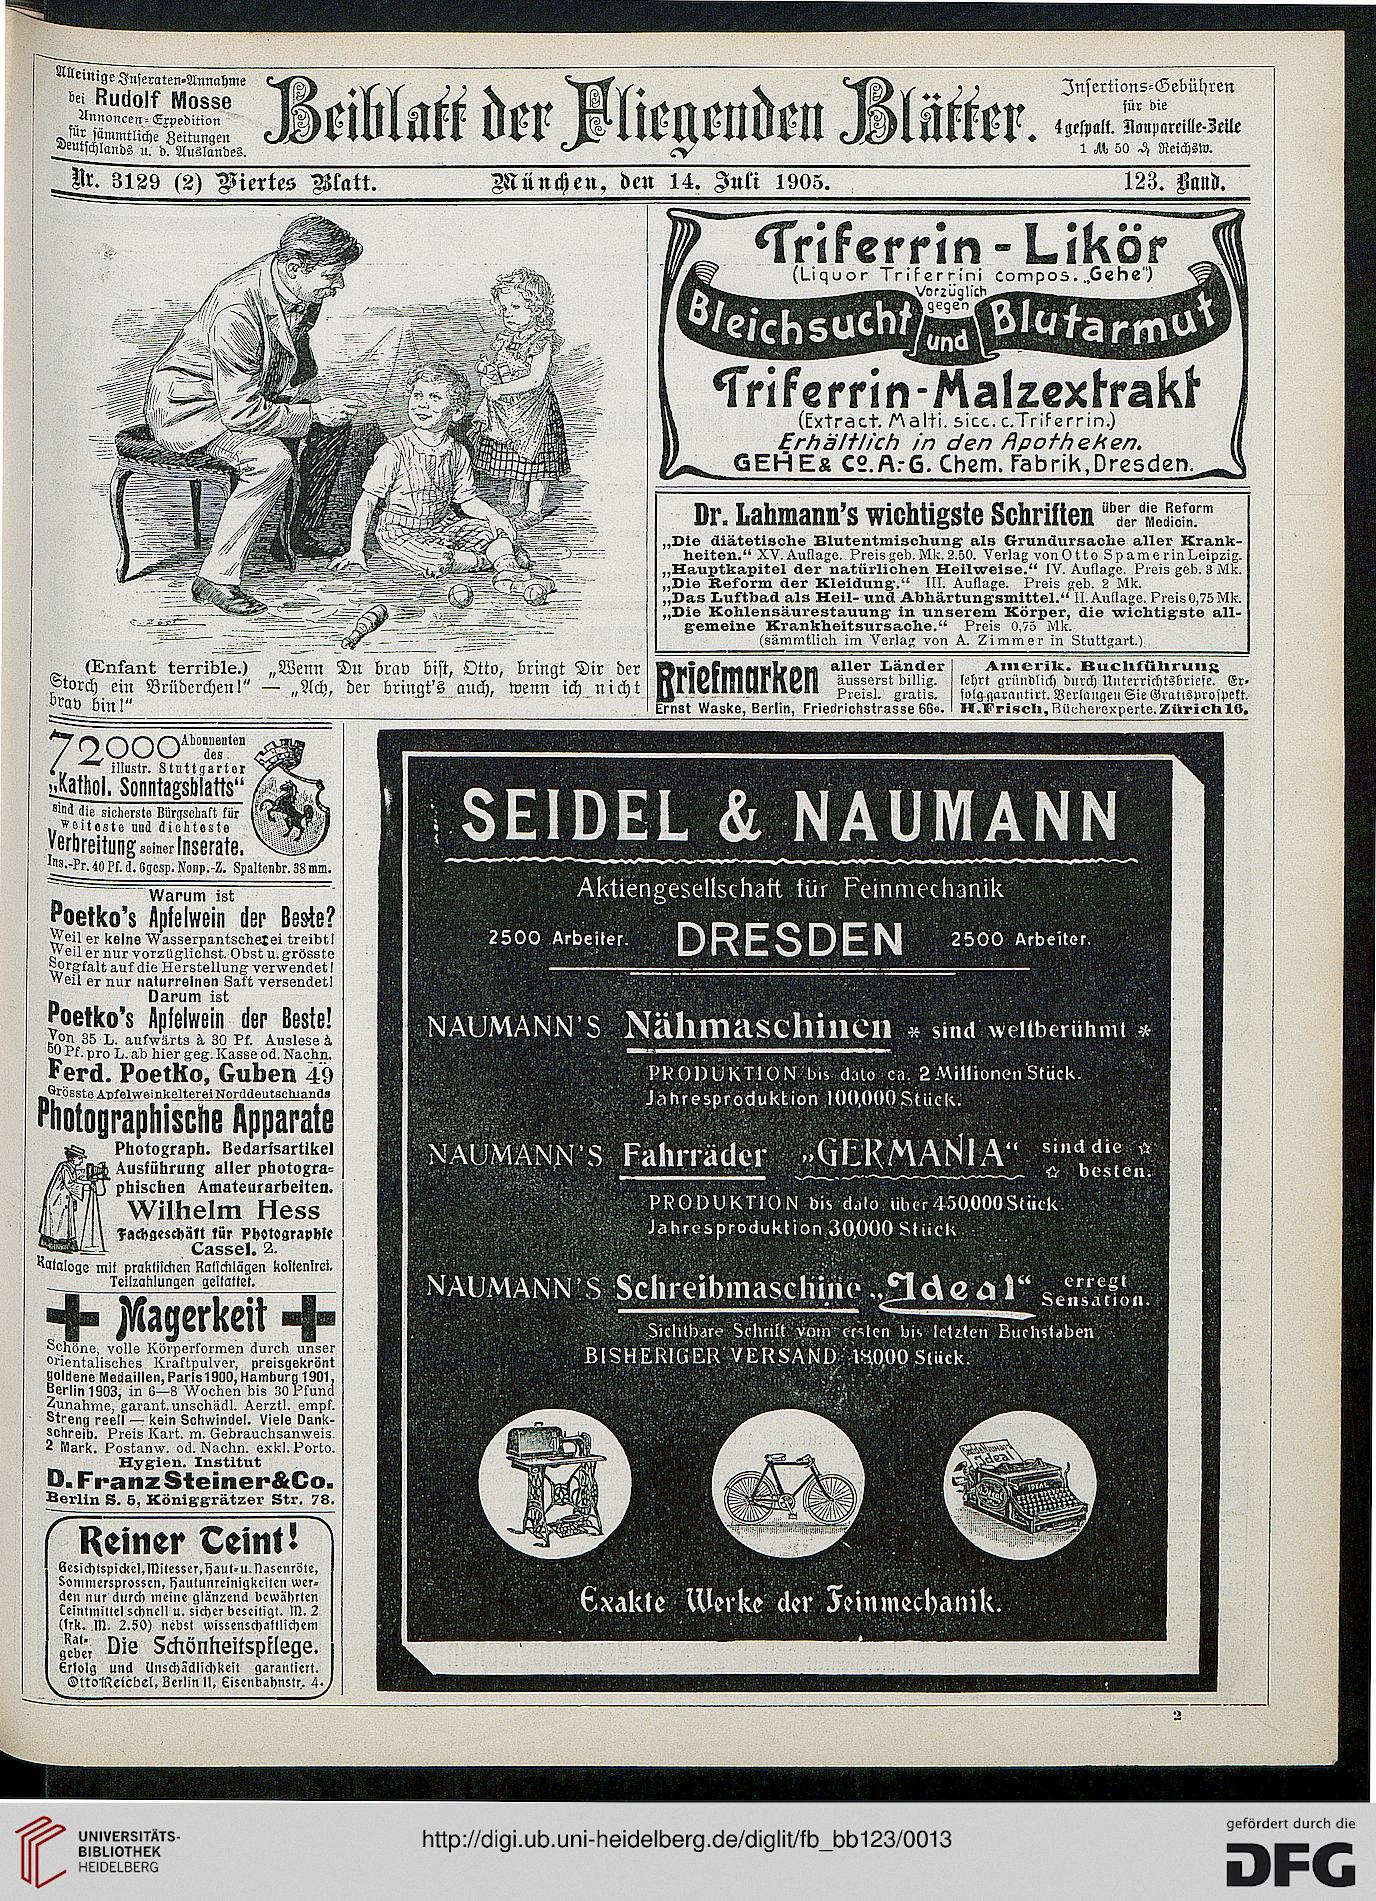 Alleinige Inseraten-Annahme
bei Rudolf Mosse
Annoncen-Expedition
für sämmtliche Zeitungen
Deutschlands u. d. Auslandes.
Beiblatt der Fliegenden Blätter.
Insertions-Gebühren
für die
4 gespalt. Nonpareille-Zeile
1 M 50 ₰ Reichsw.
Nr. 3129 (2) Viertes Blatt. München, den 14. Juli 1905. 123. Band.
(Enfant terrible.) „Wenn Du brav bist, Otto, bringt Dir der
Storch ein Brüderchen!" — „Ach, der bringt's auch, wenn ich nicht
brav bin!"
Triferrin-Likör
(Liquor Triferrini compos. „Gehe")
Vorzüglich
gegen
Bleichsucht und Blutarmut
Triferrin-Malzextrakt
(Extract. Malti. sicc. c. Triferrin.)
Erhältlich in den Apotheken.
GEHE & Co. A.-G. Chem. Fabrik, Dresden.
Dr. Lahmann's wichtigste Schriften über die Reform
der Medicin.
„Die diätetische Blutentmischung als Grundursache aller Krank-
heiten." XV. Auflage. Preis geb. Mk. 2.50. Verlag von Otto Spamer in Leipzig.
„Hauptkapitel der natürlichen Heilweise." IV. Auflage. Preis geb. 3 Mk.
„Die Reform der Kleidung." III. Auflage. Preis geb. 2 Mk.
„Das Luftbad als Heil- und Abhärtungsmittel." II. Auflage. Preis 0,75 Mk.
„Die Kohlensäurestauung in unserem Körper, die wichtigste all-
gemeine Krankheitsursache." Preis 0,75 Mk.
(sämmtlich im Verlag von A. Zimmer in Stuttgart.)
Briefmarken aller Länder
äusserst billig.
Preisl. gratis.
Ernst Waske, Berlin, Friedrichstrasse 66e.
Amerik. Buchführung
lehrt gründlich durch Unterrichtsbriefe. Er-
folg garantirt. Verlangen Sie Gratisprospekt.
H. Frisch, Bücherexperte. Zürich 16.
72000 Abonnenten
des
illustr. Stuttgarter
„Kathol. Sonntagsblatts"
sind die sicherste Bürgschaft für
weiteste und dichteste
Verbreitung seiner Inserate.
Ins.-Pr. 40 Pf. d. 6gesp. Nonp.-Z. Spaltenbr. 38 mm.
Warum ist
Poetko's Apfelwein der Beste?
Weil er keine Wasserpantscherei treibt!
Weil er nur vorzüglichst. Obst u. grösste
Sorgfalt auf die Herstellung verwendet!
Weil er nur naturreinen Saft versendet!
Darum ist
Poetko's Apfelwein der Beste!
Von 35 L. aufwärts à 30 Pf. Auslese à
50 Pf. pro L. ab hier geg. Kasse od. Nachn.
Ferd. Poetko, Guben 49
Grösste Apfelweinkelterei Norddeutschlands
Photographische Apparate
Photograph. Bedarfsartikel
Ausführung aller photogra-
phischen Amateurarbeiten.
Wilhelm Hess
Fachgeschäft für Photographie
Cassel. 2.
Kataloge mit praktischen Ratschlägen kostenfrei.
Teilzahlungen gestattet.
Magerkeit
Schöne, volle Körperformen durch unser
orientalisches Kraftpulver, preisgekrönt
goldene Medaillen, Paris 1900, Hamburg 1901,
Berlin 1903, in 6—8 Wochen bis 30 Pfund
Zunahme, garant. unschädl. Aerztl. empf.
Streng reell — kein Schwindel. Viele Dank-
schreib. Preis Kart. m. Gebrauchsanweis.
2 Mark. Postanw. od. Nachn. exkl. Porto.
Hygien. Institut
D. Franz Steiner & Co.
Berlin S. 5, Königgrätzer Str. 78.
Reiner Teint!
Gesichtspickel, Mitesser, Haut- u. Nasenröte,
Sommersprossen, Hautunreinigkeiten wer-
den nur durch meine glänzend bewährten
Teintmittel schnell u. sicher beseitigt. M. 2
(frk. M. 2.50) nebst wissenschaftlichem
Rat-
geber Die Schönheitspflege.
Erfolg und Unschädlichkeit garantiert.
Otto Reichel, Berlin II, Eisenbahnstr. 4.
SEIDEL & NAUMANN
Aktiengesellschaft für Feinmechanik
2500 Arbeiter. DRESDEN 2500 Arbeiter.
NAUMANN'S Nähmaschinen * sind weltberühmt *
PRODUKTION bis dato ca. 2 Millionen Stück.
Jahresproduktion 100,000 Stück.
NAUMANN'S Fahrräder „GERMANIA" sind die
besten.
PRODUKTION bis dato über 450,000 Stück
Jahresproduktion 30,000 Stück
NAUMANN'S Schreibmaschine „Ideal" erregt
Sensation.
Sichtbare Schrift vom ersten bis letzten Buchstaben
BISHERIGER VERSAND: 18,000 Stück.
Seidel & Naumann
Ideal
IDEAL
Exakte Werke der Feinmechanik.
2
UNIVERSITÄTS-
BIBLIOTHEK
HEIDELBERG
http://digi.ub.uni-heidelberg.de/diglit/fb_bb123/0013
gefördert durch die
DFG